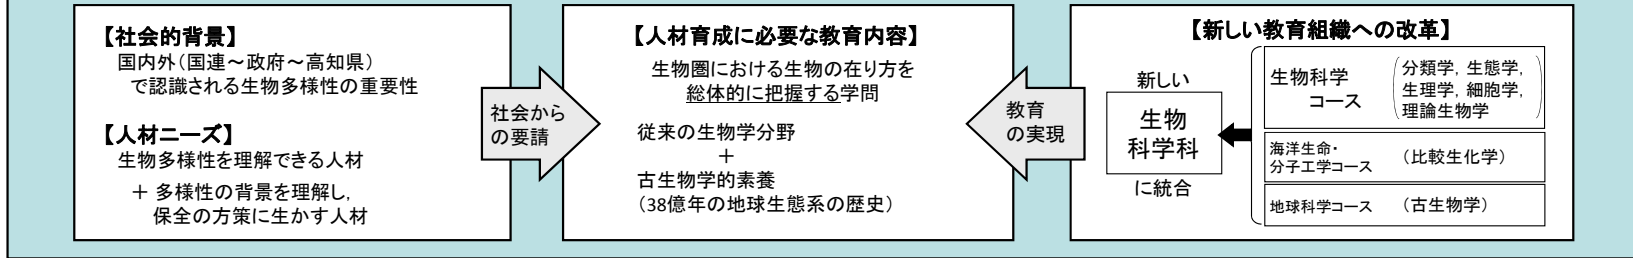 【社会的背景】
国内外(国連～政府～高知県)
で認識される生物多様性の重要性
【人材ニーズ】
生物多様性を理解できる人材
＋ 多様性の背景を理解し,
保全の方策に生かす人材
社会から
の要請
【人材育成に必要な教育内容】
生物圏における生物の在り方を
総体的に把握する学問
従来の生物学分野
＋
古生物学的素養
(38億年の地球生態系の歴史)
教育
の実現
【新しい教育組織への改革】
新しい
生物
科学科
に統合
生物科学
コース
分類学, 生態学,
生理学, 細胞学,
理論生物学
海洋生命・
分子工学コース
(比較生化学)
地球科学コース
(古生物学)